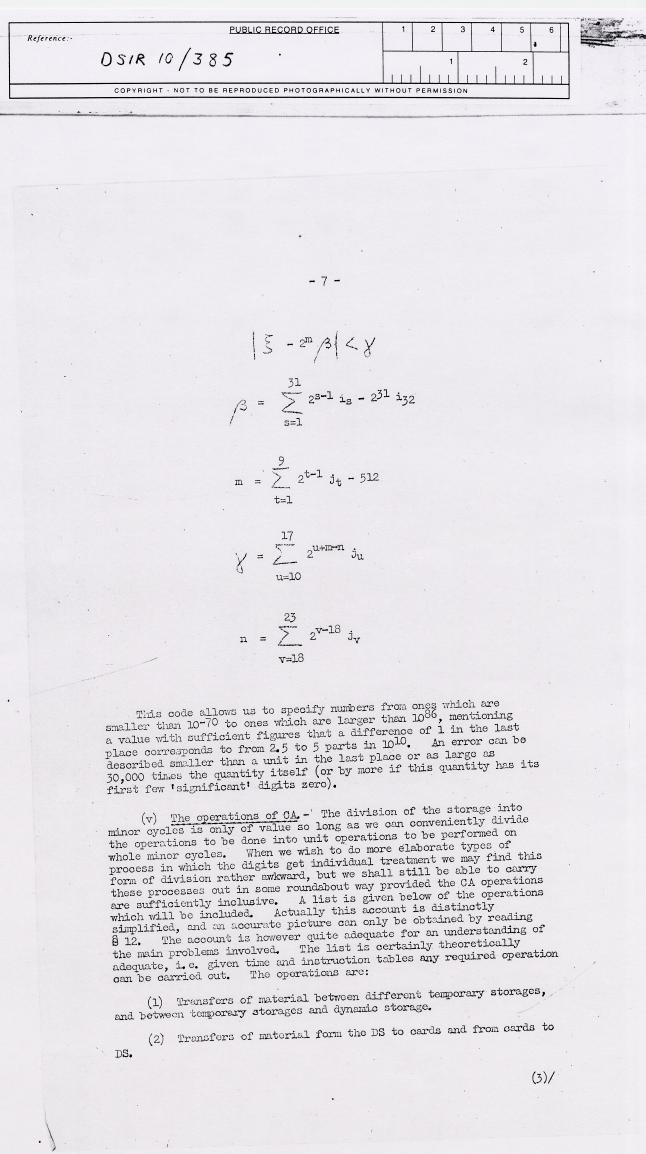 Reference:-
PUBLIC RECORD OFFICE
1 2 3 4 5 6
DSIR 10/385
1 2
COPYRIGHT - NOT TO BE REPRODUCED PHOTOGRAPHICALLY WITHOUT PERMISSION
- 7 -
|ξ - 2^m β| < γ
β = ∑_{s=1}^{31} 2^{s-1} i_s - 2^{31} i_{32}
m = ∑_{t=1}^{9} 2^{t-1} j_t - 512
γ = ∑_{u=10}^{17} 2^{u+m-n} j_u
n = ∑_{v=18}^{23} 2^{v-18} j_v
This code allows us to specify numbers from ones which are
smaller than 10^{-70} to ones which are larger than 10^{86}, mentioning
a value with sufficient figures that a difference of 1 in the last
place corresponds to from 2.5 to 5 parts in 10^{10}. An error can be
described smaller than a unit in the last place or as large as
30,000 times the quantity itself (or by more if this quantity has its
first few 'significant' digits zero).
(v) The operations of CA.- The division of the storage into
minor cycles is only of value so long as we can conveniently divide
the operations to be done into unit operations to be performed on
whole minor cycles. When we wish to do more elaborate types of
process in which the digits get individual treatment we may find this
form of division rather awkward, but we shall still be able to carry
these processes out in some roundabout way provided the CA operations
are sufficiently inclusive. A list is given below of the operations
which will be included. Actually this account is distinctly
simplified, and an accurate picture can only be obtained by reading
§ 12. The account is however quite adequate for an understanding of
the main problems involved. The list is certainly theoretically
adequate, i.e. given time and instruction tables any required operation
can be carried out. The operations are:
(1) Transfers of material between different temporary storages,
and between temporary storages and dynamic storage.
(2) Transfers of material form the DS to cards and from cards to
DS.
(3)/